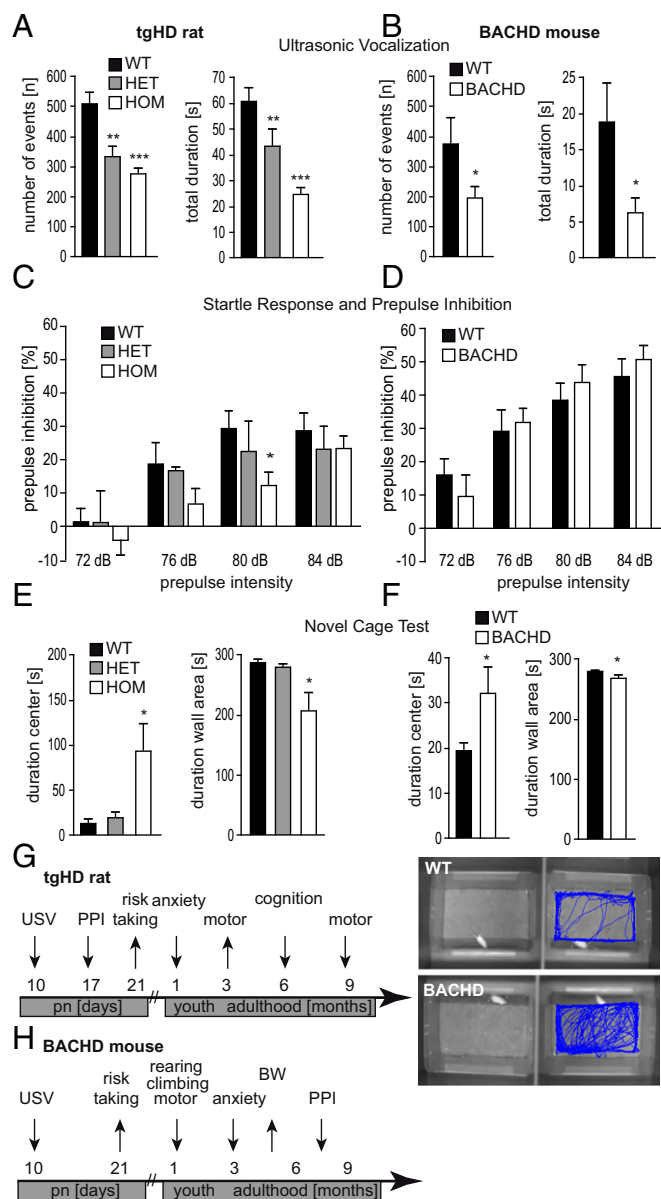 A
tgHD rat
B
BACHD mouse
Ultrasonic Vocalization
WT
HET
HOM
number of events [n]
600
500
400
300
200
100
0
**
***
total duration [s]
70
60
50
40
30
20
10
0
**
***
WT
BACHD
number of events [n]
600
500
400
300
200
100
0
*
total duration [s]
25
20
15
10
5
0
*
C
D
Startle Response and Prepulse Inhibition
WT
HET
HOM
prepulse inhibition [%]
60
50
40
30
20
10
0
-10
*
72 dB 76 dB 80 dB 84 dB
prepulse intensity
WT
BACHD
prepulse inhibition [%]
60
50
40
30
20
10
0
-10
72 dB 76 dB 80 dB 84 dB
prepulse intensity
E
F
Novel Cage Test
WT
HET
HOM
duration center [s]
200
150
100
50
0
*
duration wall area [s]
300
200
100
0
*
WT
BACHD
duration center [s]
40
30
20
10
0
*
duration wall area [s]
300
200
100
0
*
G
tgHD rat
USV PPI risk taking anxiety motor cognition motor
10 17 21 1 3 6 9
pn [days] youth adulthood [months]
WT
BACHD
H
BACHD mouse
USV risk taking rearing climbing motor anxiety BW PPI
10 21 1 3 6 9
pn [days] youth adulthood [months]